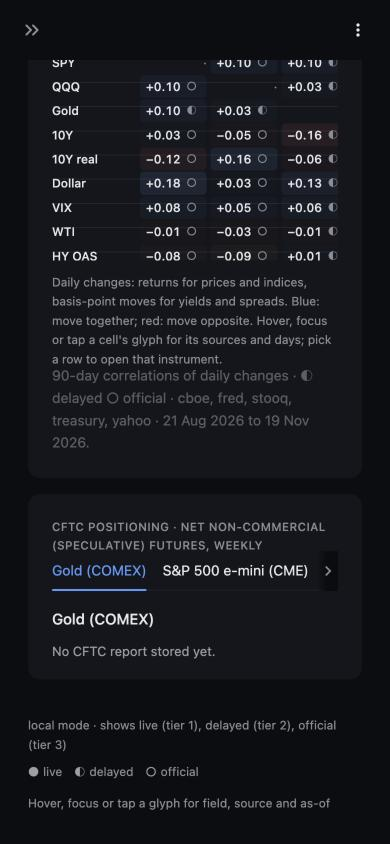 SPY · +0.10 +0.10
QQQ +0.10 · +0.03
Gold +0.10 +0.03
10Y +0.03 −0.05 −0.16
10Y real −0.12 +0.16 −0.06
Dollar +0.18 +0.03 +0.13
VIX +0.08 +0.05 +0.06
WTI −0.01 −0.03 −0.01
HY OAS −0.08 −0.09 +0.01
Daily changes: returns for prices and indices,
basis-point moves for yields and spreads. Blue:
move together; red: move opposite. Hover, focus
or tap a cell's glyph for its sources and days; pick
a row to open that instrument.
90-day correlations of daily changes · ◐
delayed ○ official · cboe, fred, stooq,
treasury, yahoo · 21 Aug 2026 to 19 Nov
2026.
CFTC POSITIONING · NET NON-COMMERCIAL
(SPECULATIVE) FUTURES, WEEKLY
Gold (COMEX) S&P 500 e-mini (CME)
Gold (COMEX)
No CFTC report stored yet.
local mode · shows live (tier 1), delayed (tier 2), official
(tier 3)
● live ◐ delayed ○ official
Hover, focus or tap a glyph for field, source and as-of